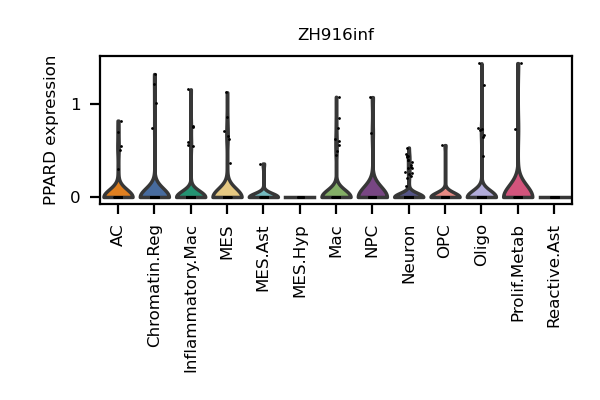 ZH916inf
PPARD expression
1
0
AC
Chromatin.Reg
Inflammatory.Mac
MES
MES.Ast
MES.Hyp
Mac
NPC
Neuron
OPC
Oligo
Prolif.Metab
Reactive.Ast